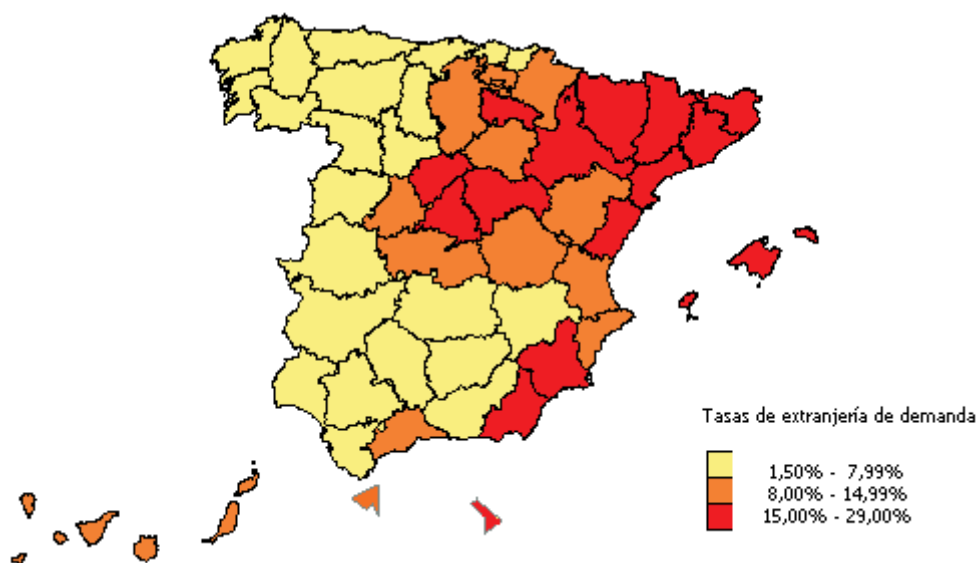 Tasas de extranjería de demanda
1,50% - 7,99%
8,00% - 14,99%
15,00% - 29,00%